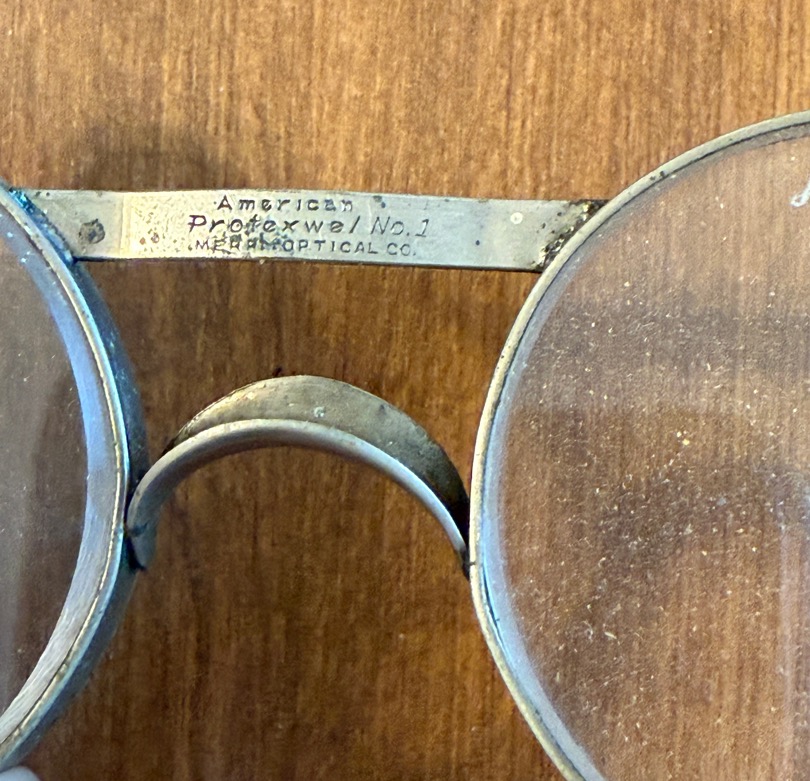 American
Protexwel No.1
OPTICAL CO.